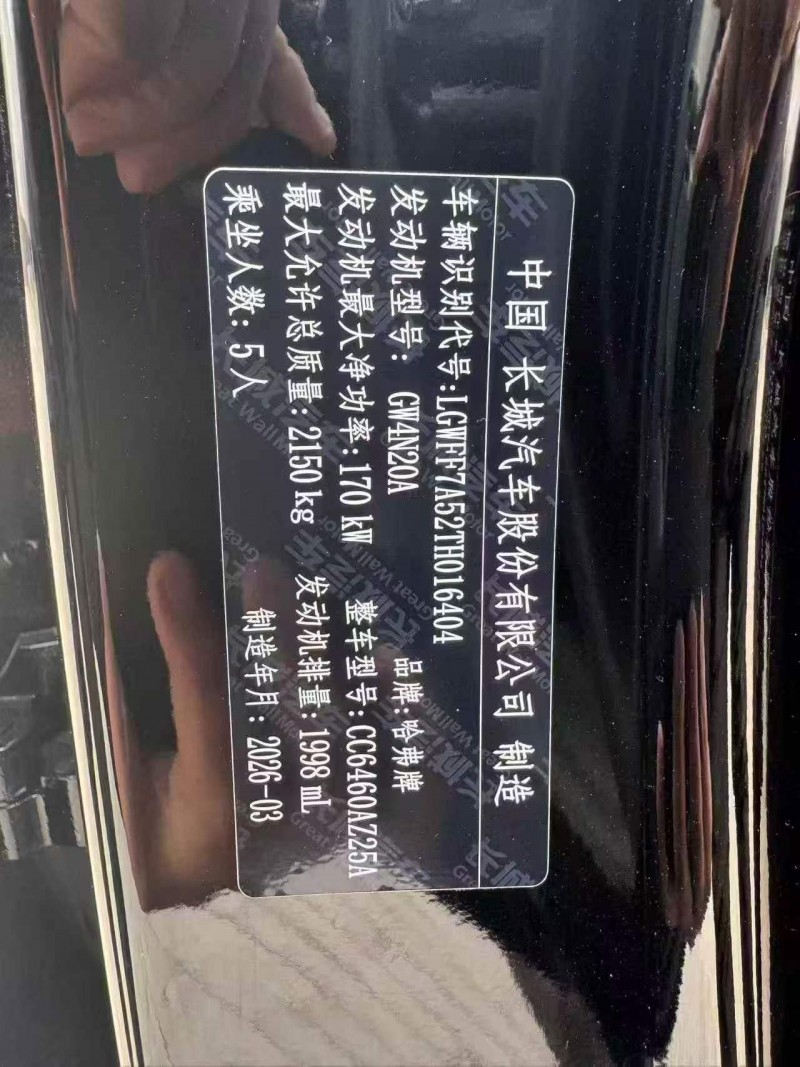 中国 长城汽车股份有限公司 制造
车辆识别代号:LGWFF7A52TH016404
发动机型号: GW4N20A 品牌:哈弗牌
发动机最大净功率:170 kW 整车型号:CC6460AZ25A
最大允许总质量:2150 kg 发动机排量:1998 mL
乘坐人数: 5人 制造年月: 2026-03